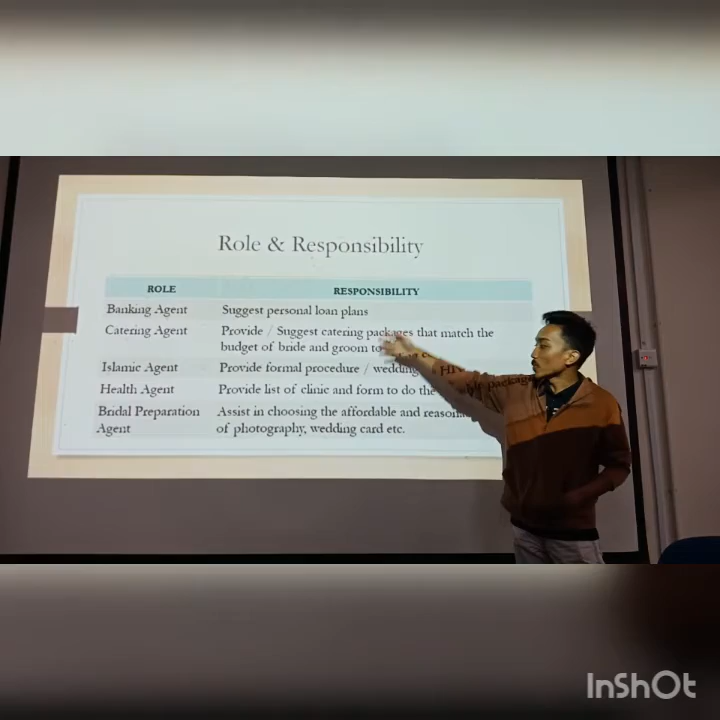 Role & Responsibility
ROLE RESPONSIBILITY
Banking Agent Suggest personal loan plans
Catering Agent Provide / Suggest catering packages that match the
budget of bride and groom
Islamic Agent Provide formal procedure / wedding
Health Agent Provide list of clinic and form to do the HIV
Bridal Preparation Assist in choosing the affordable and package
Agent of photography, wedding card etc.
InShOt